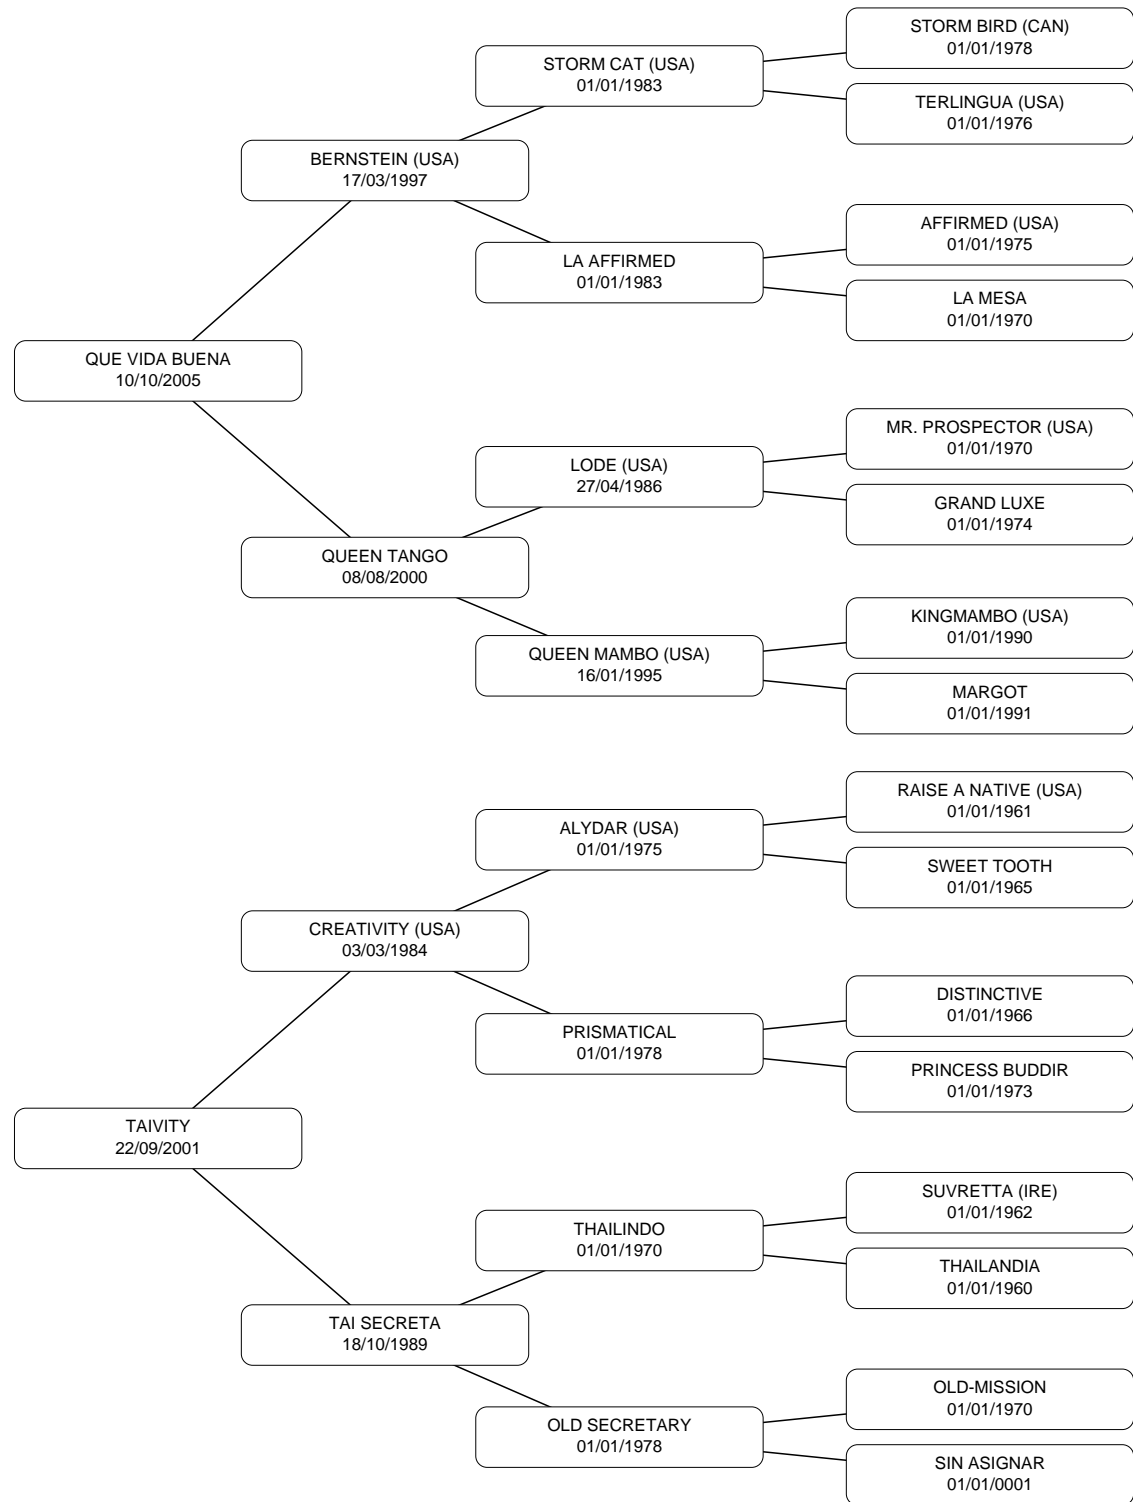 STORM BIRD (CAN)
01/01/1978
STORM CAT (USA)
01/01/1983
TERLINGUA (USA)
01/01/1976
BERNSTEIN (USA)
17/03/1997
AFFIRMED (USA)
01/01/1975
LA AFFIRMED
01/01/1983
LA MESA
01/01/1970
QUE VIDA BUENA
10/10/2005
MR. PROSPECTOR (USA)
01/01/1970
LODE (USA)
27/04/1986
GRAND LUXE
01/01/1974
QUEEN TANGO
08/08/2000
KINGMAMBO (USA)
01/01/1990
QUEEN MAMBO (USA)
16/01/1995
MARGOT
01/01/1991
RAISE A NATIVE (USA)
01/01/1961
ALYDAR (USA)
01/01/1975
SWEET TOOTH
01/01/1965
CREATIVITY (USA)
03/03/1984
DISTINCTIVE
01/01/1966
PRISMATICAL
01/01/1978
PRINCESS BUDDIR
01/01/1973
TAIVITY
22/09/2001
SUVRETTA (IRE)
01/01/1962
THAILINDO
01/01/1970
THAILANDIA
01/01/1960
TAI SECRETA
18/10/1989
OLD-MISSION
01/01/1970
OLD SECRETARY
01/01/1978
SIN ASIGNAR
01/01/0001